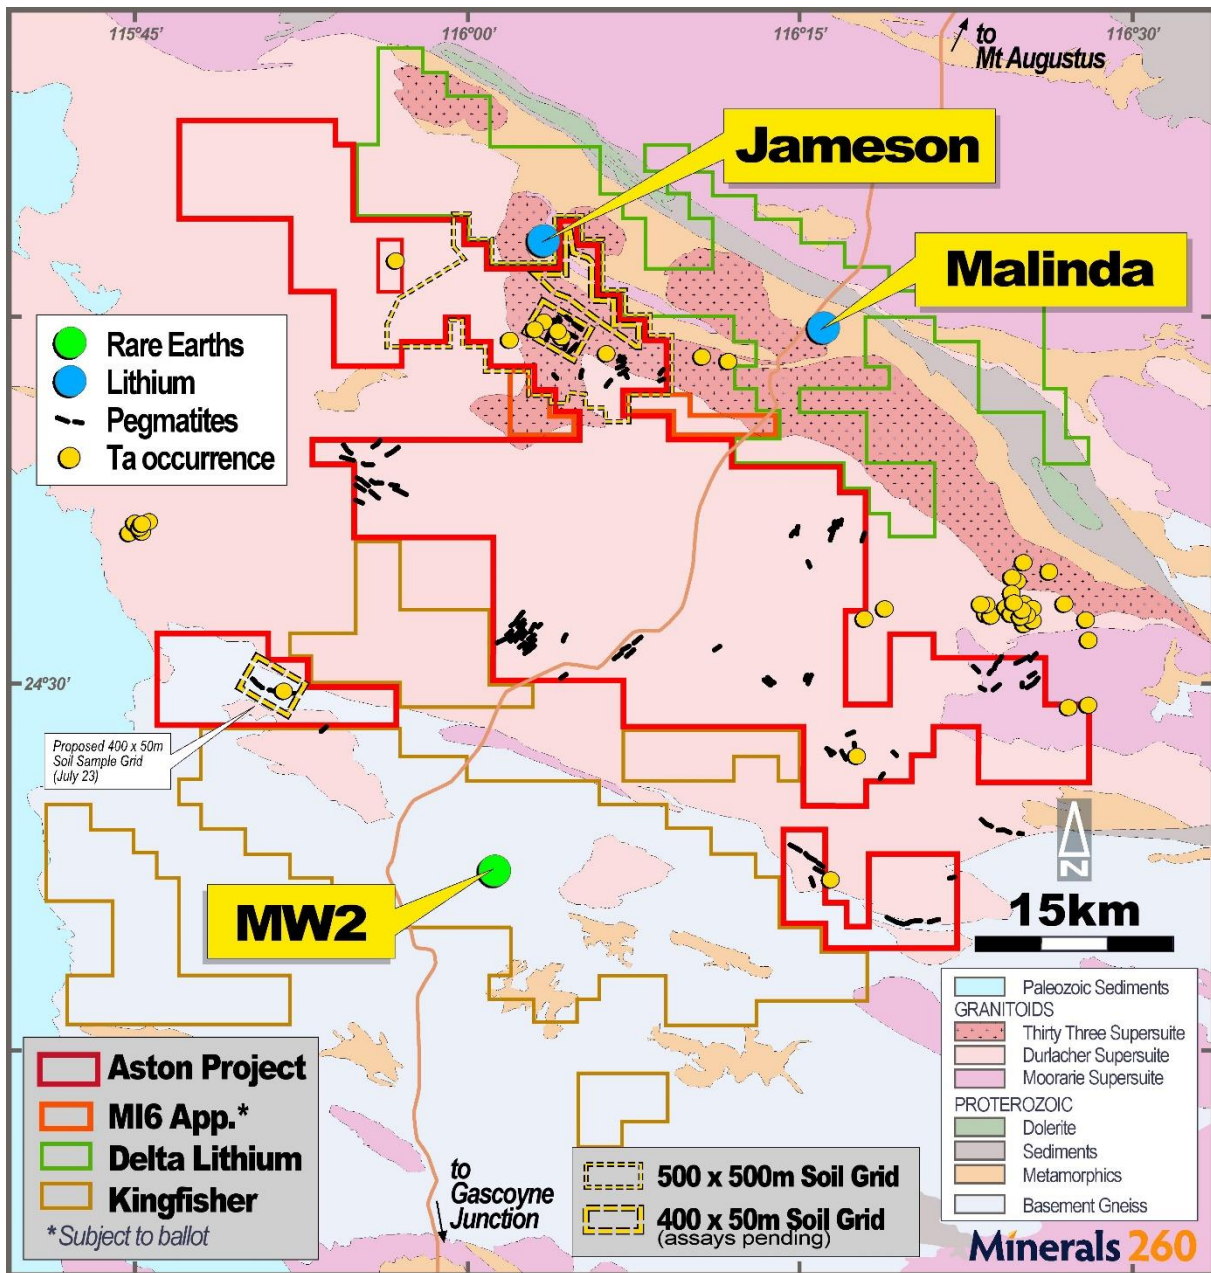 115°45'
116°00'
116°15'
116°30'
to
Mt Augustus
Jameson
Malinda
Rare Earths
Lithium
Pegmatites
Ta occurrence
24°30'
Proposed 400 x 50m
Soil Sample Grid
(July 23)
MW2
N
15km
Aston Project
MI6 App.*
Delta Lithium
Kingfisher
*Subject to ballot
to
Gascoyne
Junction
500 x 500m Soil Grid
400 x 50m Soil Grid
(assays pending)
Paleozoic Sediments
GRANITOIDS
Thirty Three Supersuite
Durlacher Supersuite
Moorarie Supersuite
PROTEROZOIC
Dolerite
Sediments
Metamorphics
Basement Gneiss
Minerals 260